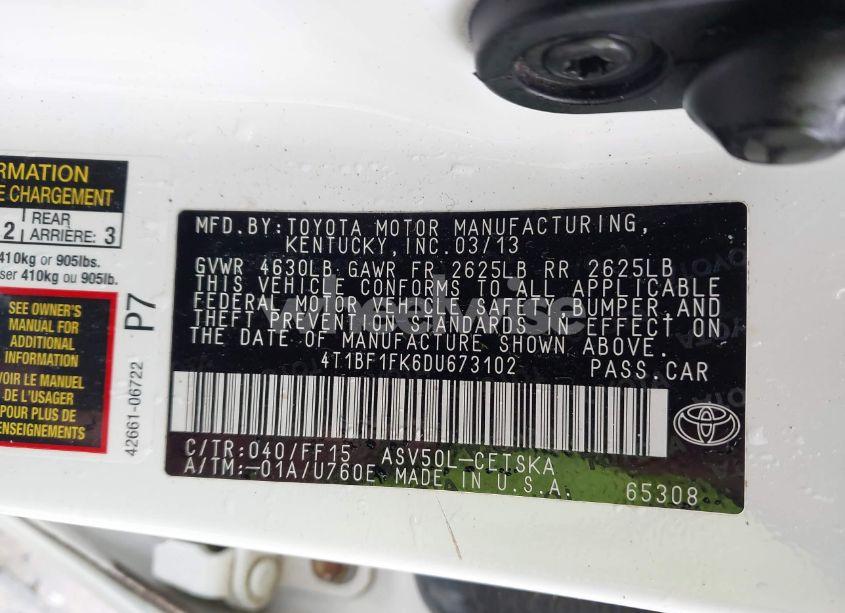 RMATION
E CHARGEMENT
2 REAR
ARRIÈRE: 3
410kg or 905lbs.
ser 410kg ou 905lb.
SEE OWNER'S
MANUAL FOR
ADDITIONAL
INFORMATION
VOIR LE MANUEL
DE L'USAGER
POUR PLUS DE
RENSEIGNEMENTS
42661-06722 P7
MFD.BY:TOYOTA MOTOR MANUFACTURING,
KENTUCKY, INC. 03/13
GVWR 4630LB GAWR FR 2625LB RR 2625LB
THIS VEHICLE CONFORMS TO ALL APPLICABLE
FEDERAL MOTOR VEHICLE SAFETY BUMPER, AND
THEFT PREVENTION STANDARDS IN EFFECT ON
THE DATE OF MANUFACTURE SHOWN ABOVE.
4T1BF1FK6DU673102 PASS.CAR
C/TR:040/FF15 ASV50L-CETSKA
A/TM:-01A/U760E MADE IN U.S.A.
65308
wheelwise